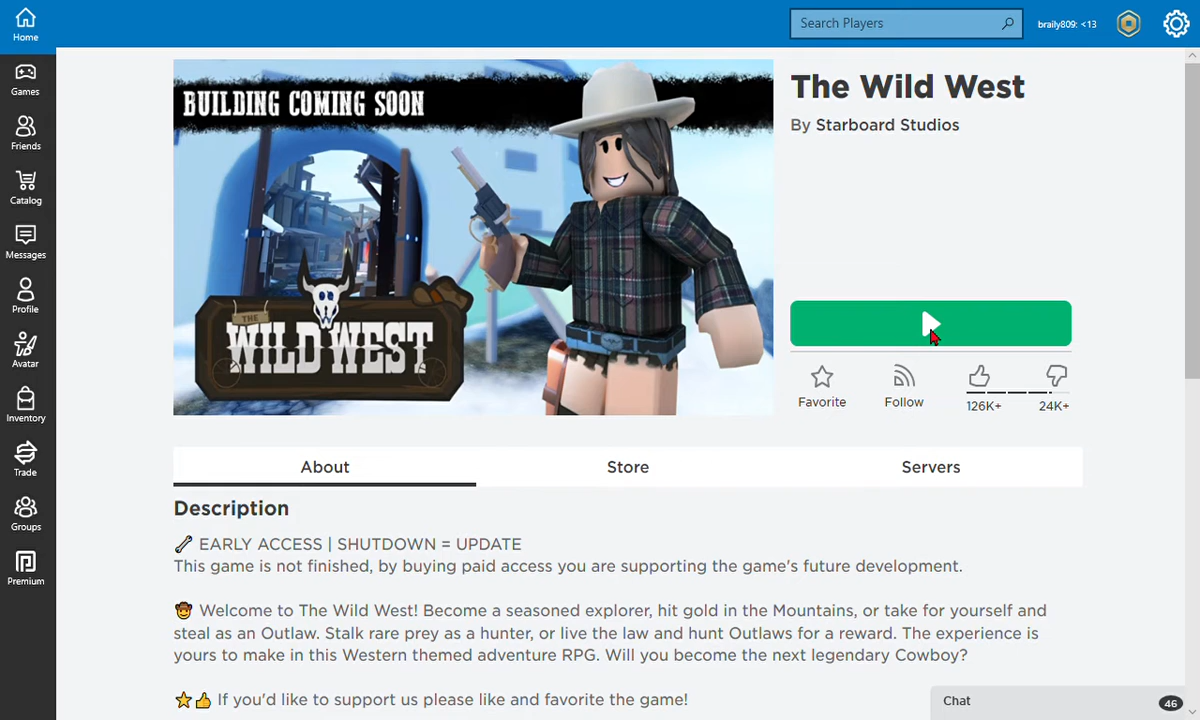 Home
Search Players
braily809: <13
Games
Friends
Catalog
Messages
Profile
Avatar
Inventory
Trade
Groups
Premium
BUILDING COMING SOON
THE
WILD WEST
The Wild West
By Starboard Studios
Favorite
Follow
126K+
24K+
About
Store
Servers
Description
EARLY ACCESS | SHUTDOWN = UPDATE
This game is not finished, by buying paid access you are supporting the game's future development.
Welcome to The Wild West! Become a seasoned explorer, hit gold in the Mountains, or take for yourself and
steal as an Outlaw. Stalk rare prey as a hunter, or live the law and hunt Outlaws for a reward. The experience is
yours to make in this Western themed adventure RPG. Will you become the next legendary Cowboy?
If you'd like to support us please like and favorite the game!
Chat
46